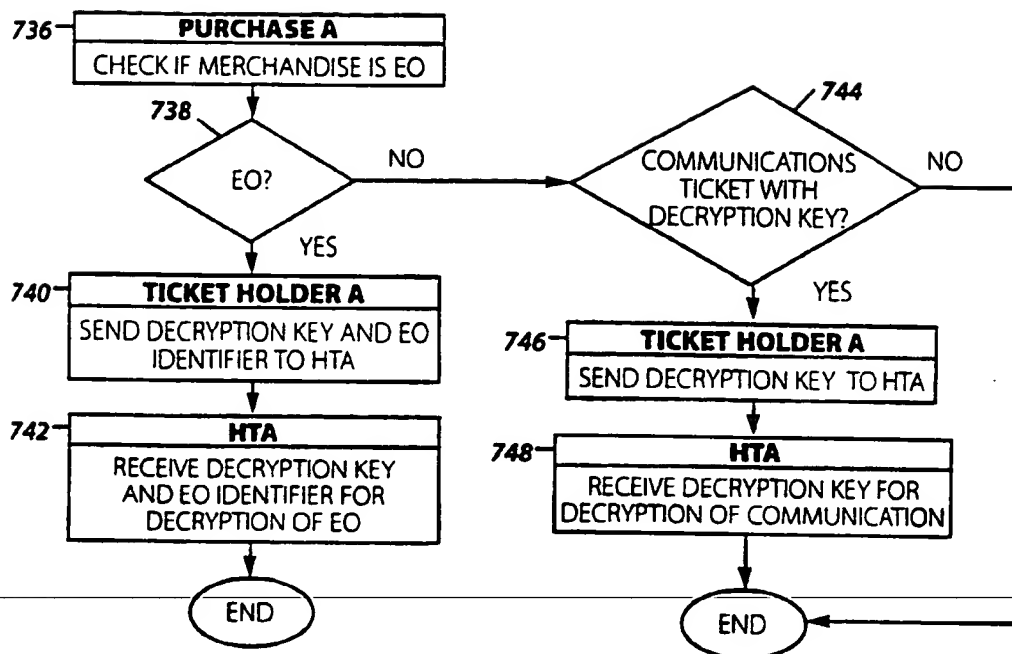 736
PURCHASE A
CHECK IF MERCHANDISE IS EO
738
EO?
NO
YES
740
TICKET HOLDER A
SEND DECRYPTION KEY AND EO
IDENTIFIER TO HTA
742
HTA
RECEIVE DECRYPTION KEY
AND EO IDENTIFIER FOR
DECRYPTION OF EO
END
744
COMMUNICATIONS
TICKET WITH
DECRYPTION KEY?
NO
YES
746
TICKET HOLDER A
SEND DECRYPTION KEY TO HTA
748
HTA
RECEIVE DECRYPTION KEY FOR
DECRYPTION OF COMMUNICATION
END